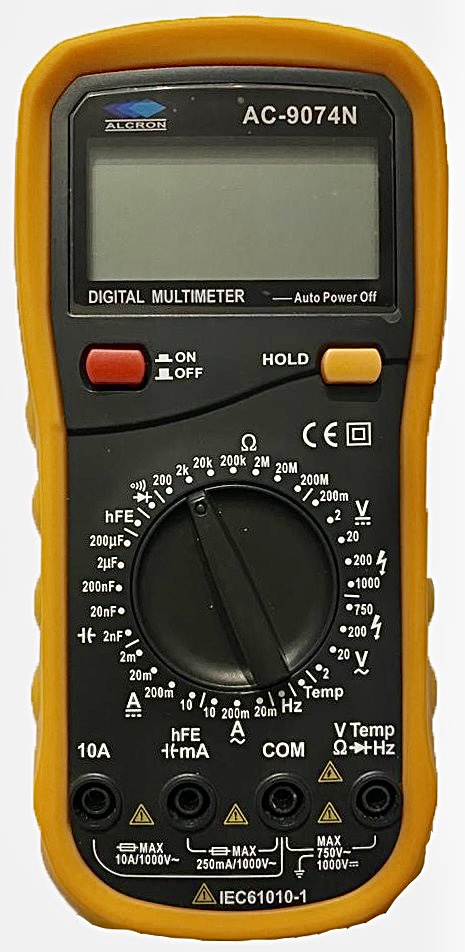 ALCRON
AC-9074N
DIGITAL MULTIMETER — Auto Power Off
ON
OFF
HOLD
CE
Ω
200 2k 20k 200k 2M 20M 200M
200m 2 20 200 1000
V
750 200 20 2
V
~
Temp
Hz
20m 200m 10
A
~
10 200m 20m 2m
A
2nF 20nF 200nF 2µF 200µF
hFE
10A
hFE
mA
COM
V Temp
Ω Hz
MAX
10A/1000V~
MAX
250mA/1000V~
MAX
750V~
1000V
IEC61010-1